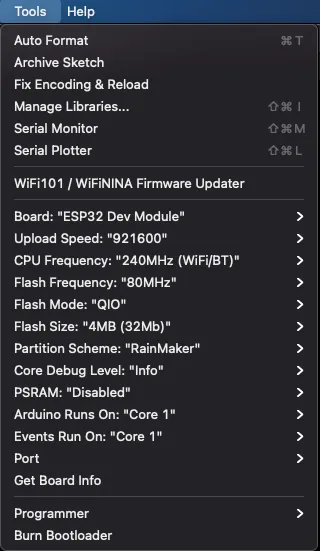 Tools Help
Auto Format ⌘ T
Archive Sketch
Fix Encoding & Reload
Manage Libraries... ⇧⌘ I
Serial Monitor ⇧⌘ M
Serial Plotter ⇧⌘ L
WiFi101 / WiFiNINA Firmware Updater
Board: "ESP32 Dev Module"
Upload Speed: "921600"
CPU Frequency: "240MHz (WiFi/BT)"
Flash Frequency: "80MHz"
Flash Mode: "QIO"
Flash Size: "4MB (32Mb)"
Partition Scheme: "RainMaker"
Core Debug Level: "Info"
PSRAM: "Disabled"
Arduino Runs On: "Core 1"
Events Run On: "Core 1"
Port
Get Board Info
Programmer
Burn Bootloader